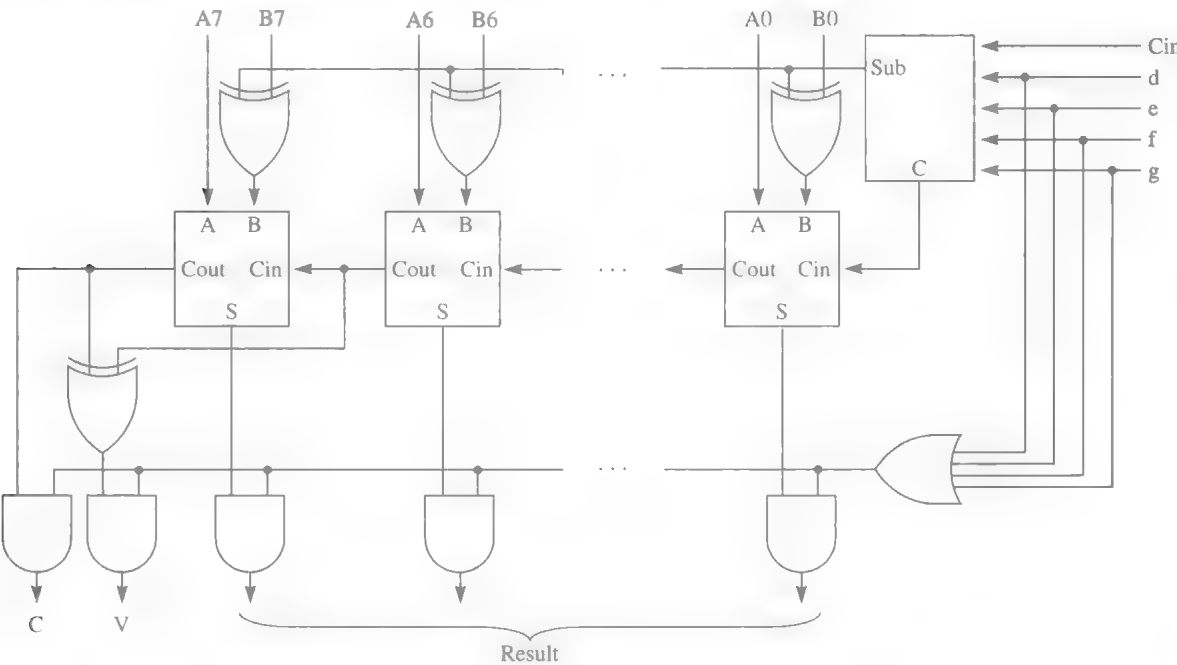 A7 B7 A6 B6 A0 B0
Cin
Sub d
... e
f
C g
A B A B A B
Cout Cin Cout Cin ... Cout Cin
S S S
...
C V
Result